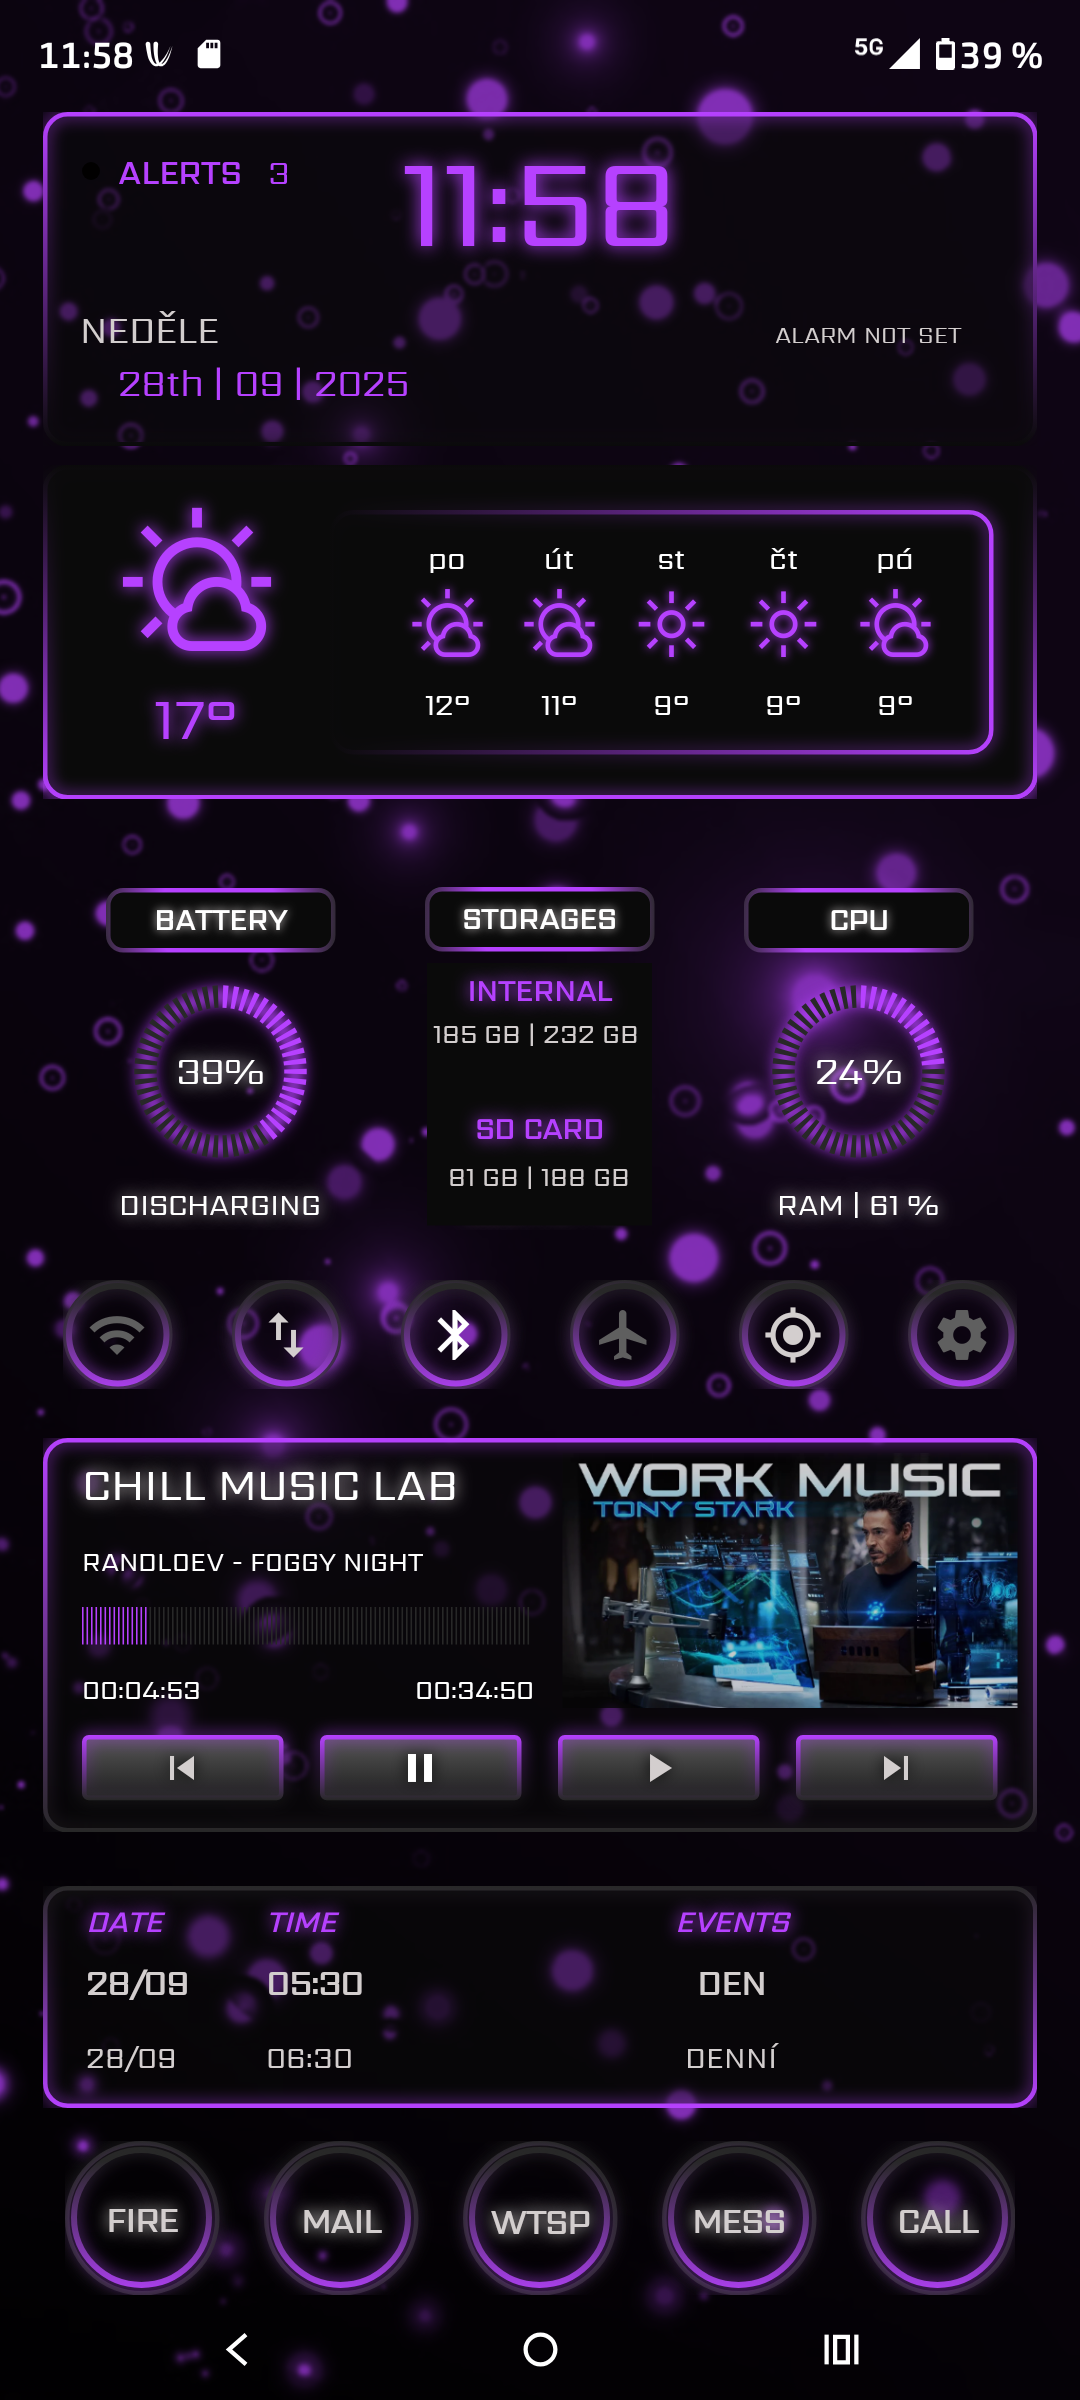 11:58
5G 39 %
ALERTS 3
11:58
NEDĚLE
ALARM NOT SET
28th | 09 | 2025
po út st čt pá
17° 12° 11° 9° 9° 9°
BATTERY STORAGES CPU
INTERNAL
185 GB | 232 GB
39% 24%
SD CARD
81 GB | 188 GB
DISCHARGING RAM | 61 %
CHILL MUSIC LAB
WORK MUSIC
TONY STARK
RANDLOEV - FOGGY NIGHT
00:04:53 00:34:50
DATE TIME EVENTS
28/09 05:30 DEN
28/09 06:30 DENNÍ
FIRE MAIL WTSP MESS CALL